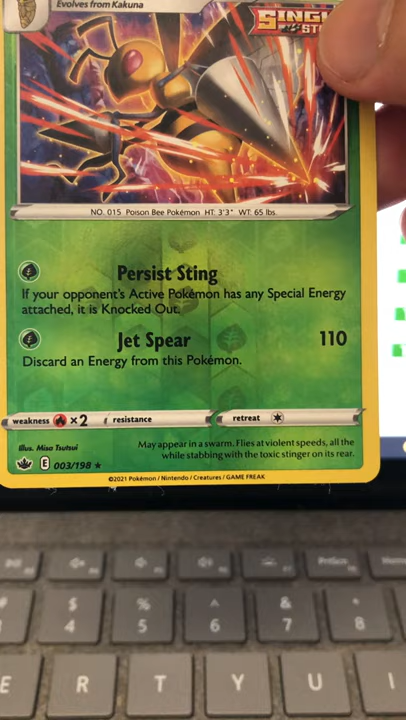 Evolves from Kakuna
SINGL
ST
NO. 015 Poison Bee Pokémon HT: 3'3" WT: 65 lbs.
Persist Sting
If your opponent's Active Pokémon has any Special Energy
attached, it is Knocked Out.
Jet Spear 110
Discard an Energy from this Pokémon.
weakness ×2 resistance retreat
Illus. Misa Tsutsui
May appear in a swarm. Flies at violent speeds, all the
while stabbing with the toxic stinger on its rear.
E 003/198 ★
©2021 Pokémon / Nintendo / Creatures / GAME FREAK
PrtScn
$ % ^ & *
4 5 6 7 8
E R T Y U I